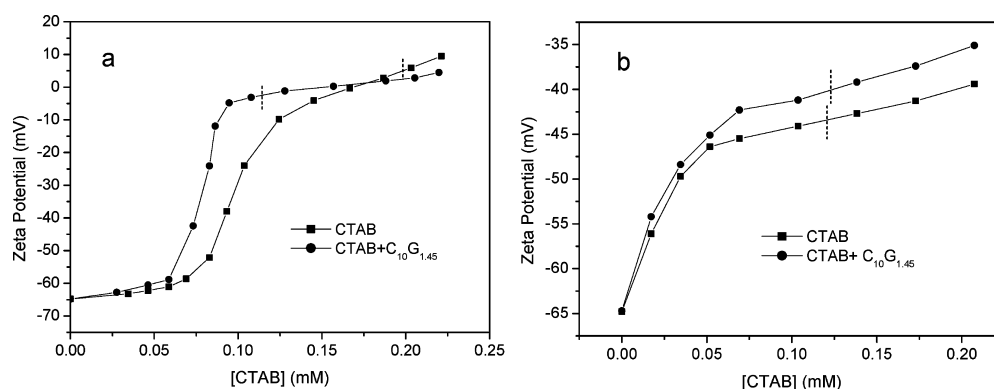 a
20
10
0
-10
-20
-30
-40
-50
-60
-70
Zeta Potential (mV)
CTAB
CTAB+C₁₀G₁.₄₅
0.00 0.05 0.10 0.15 0.20 0.25
[CTAB] (mM)
b
-35
-40
-45
-50
-55
-60
-65
Zeta Potential (mV)
CTAB
CTAB+ C₁₀G₁.₄₅
0.00 0.05 0.10 0.15 0.20
[CTAB] (mM)